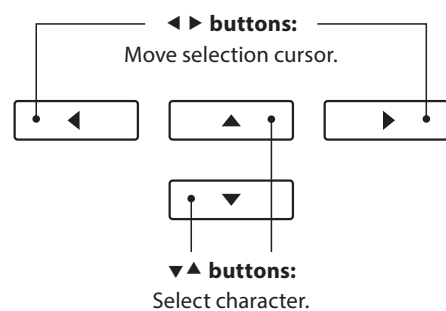 ◀ ▶ buttons:
Move selection cursor.
◀
▲
▶
▼
▼▲ buttons:
Select character.